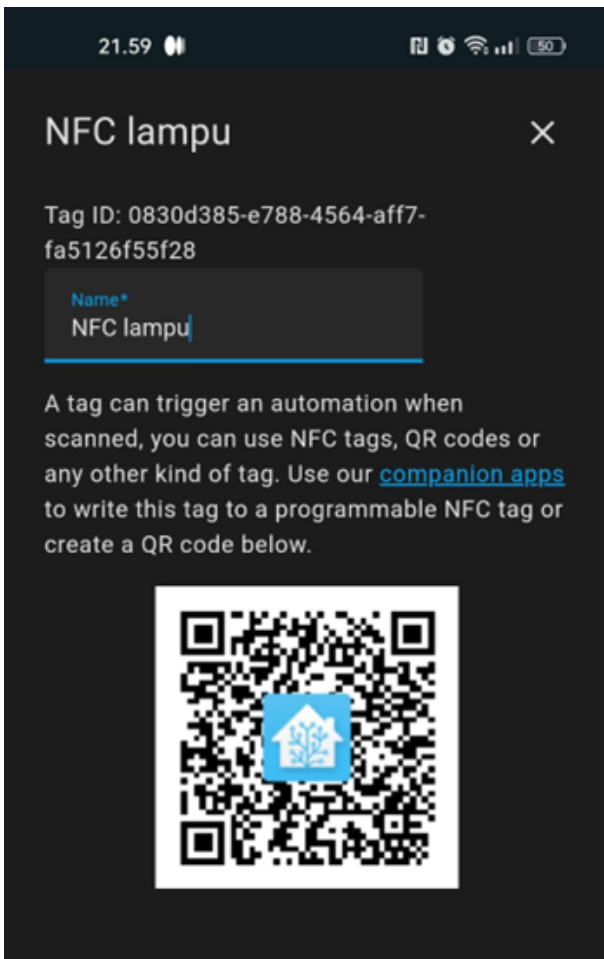 21.59
50
NFC lampu
Tag ID: 0830d385-e788-4564-aff7-
fa5126f55f28
Name*
NFC lampu
A tag can trigger an automation when
scanned, you can use NFC tags, QR codes or
any other kind of tag. Use our companion apps
to write this tag to a programmable NFC tag or
create a QR code below.